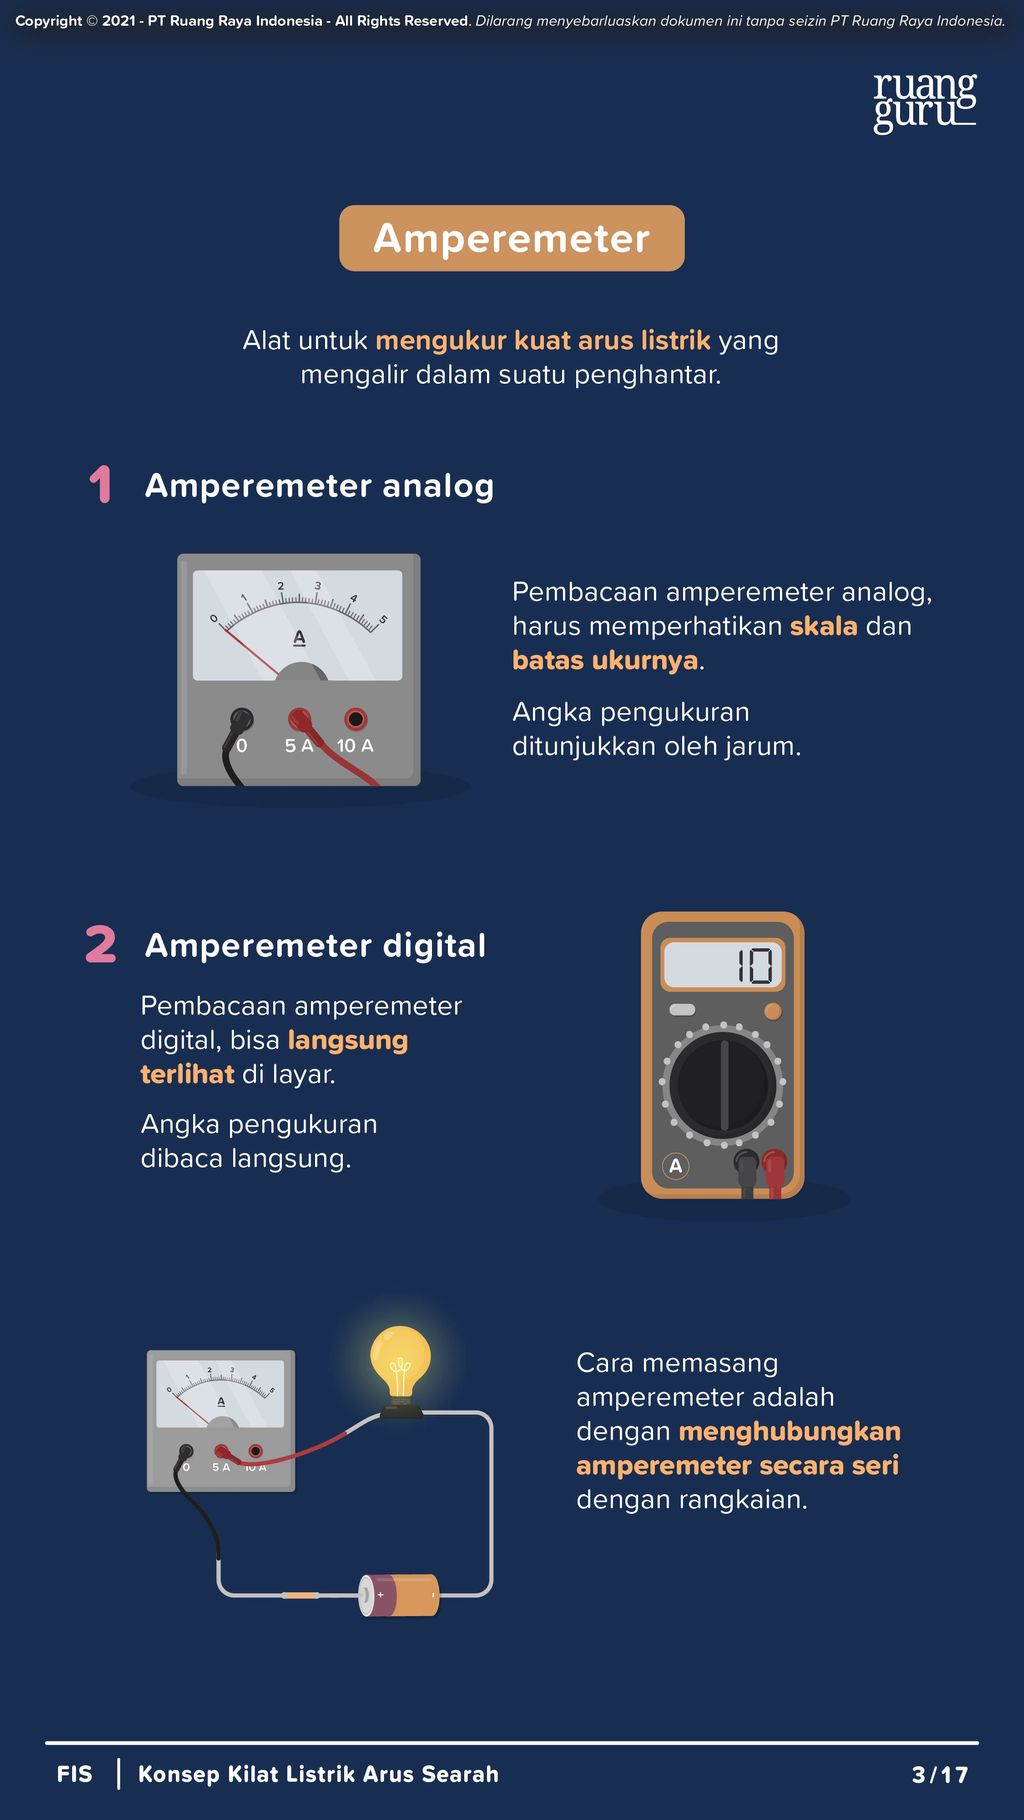 Copyright © 2021 - PT Ruang Raya Indonesia - All Rights Reserved. Dilarang menyebarluaskan dokumen ini tanpa seizin PT Ruang Raya Indonesia.
ruang
guru
Amperemeter
Alat untuk mengukur kuat arus listrik yang
mengalir dalam suatu penghantar.
1 Amperemeter analog
0 1 2 3 4 5
A
0 5 A 10 A
Pembacaan amperemeter analog,
harus memperhatikan skala dan
batas ukurnya.
Angka pengukuran
ditunjukkan oleh jarum.
2 Amperemeter digital
Pembacaan amperemeter
digital, bisa langsung
terlihat di layar.
Angka pengukuran
dibaca langsung.
10
A
0 1 2 3 4 5
A
0 5 A 10 A
+ -
Cara memasang
amperemeter adalah
dengan menghubungkan
amperemeter secara seri
dengan rangkaian.
FIS | Konsep Kilat Listrik Arus Searah 3/17